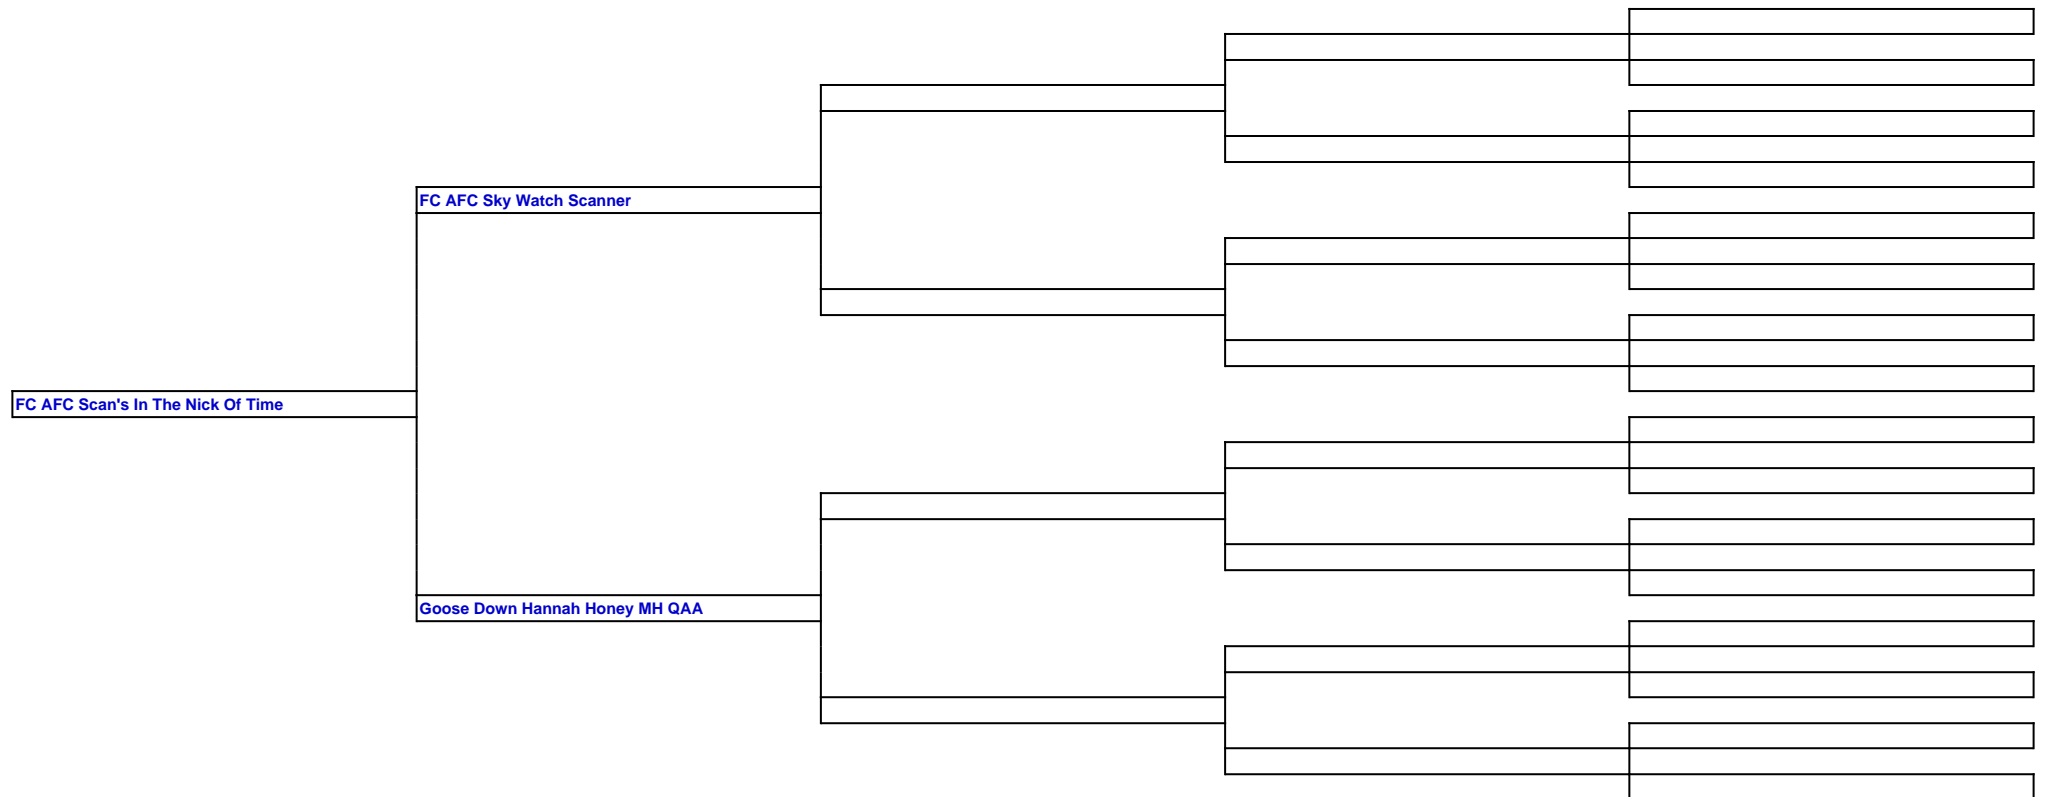 FC AFC Sky Watch Scanner
FC AFC Scan's In The Nick Of Time
Goose Down Hannah Honey MH QAA